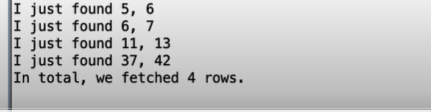 I just found 5, 6
I just found 6, 7
I just found 11, 13
I just found 37, 42
In total, we fetched 4 rows.